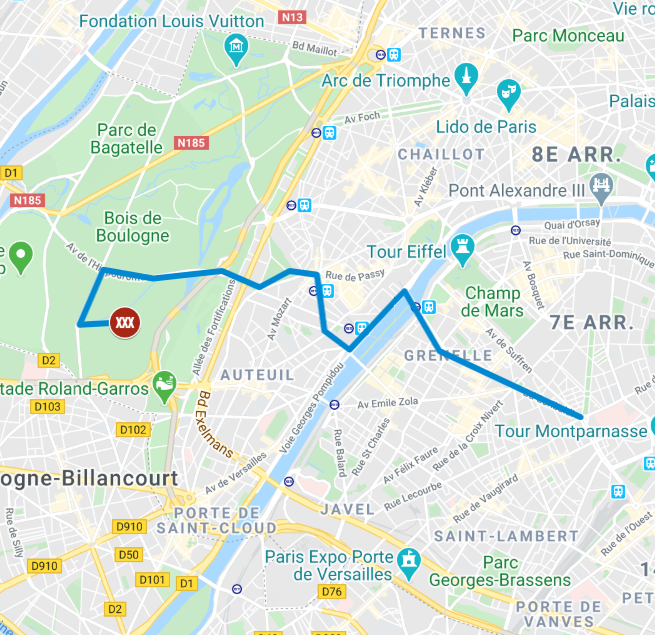 N13
Vie ro
Fondation Louis Vuitton
TERNES
Parc Monceau
Bd Maillot
Arc de Triomphe
Palais
Av Foch
Lido de Paris
Parc de
Bagatelle
N185
CHAILLOT
8E ARR.
D1
Av Kléber
Pont Alexandre III
N185
Bois de
Boulogne
Quai d'Orsay
Rue de l'Université
Rue Saint-Dominique
Tour Eiffel
Av de l'Hippodrome
Rue de Passy
Av Bosquet
Champ
de Mars
Allée des Fortifications
Av Mozart
XXX
7E ARR.
Av de Suffren
D2
GRENELLE
AUTEUIL
tade Roland-Garros
Voie Georges Pompidou
D103
Bd Exelmans
Av Emile Zola
D102
Tour Montparnasse
Rue Balard
Rue St Charles
Rue de la Croix Nivert
Av Félix Faure
Av de Versailles
ogne-Billancourt
Rue Lecourbe
Rue de Vaugirard
Rue de Silly
PORTE DE
SAINT-CLOUD
JAVEL
Rue de l'Ouest
D910
SAINT-LAMBERT
D50
Paris Expo Porte
de Versailles
Parc
Georges-Brassens
D910
D101
D1
D76
D2
PORTE DE
VANVES